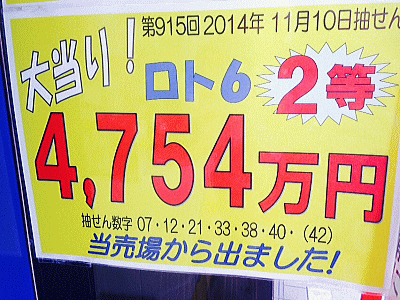 第915回2014年 11月10日抽せん
大当り! ロト6 2等
4,754万円
抽せん数字 07・12・21・33・38・40・(42)
当売場から出ました!